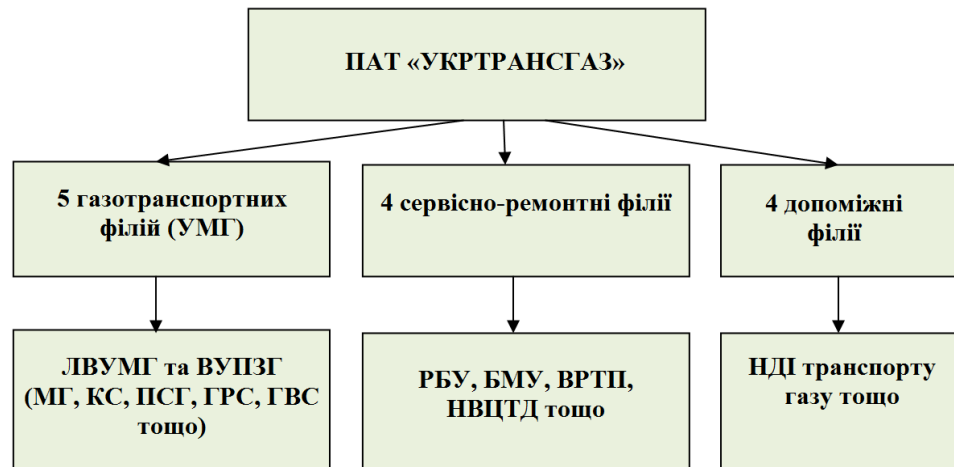 ПАТ «УКРТРАНСГАЗ»
5 газотранспортних
філій (УМГ)
4 сервісно-ремонтні філії
4 допоміжні
філії
ЛВУМГ та ВУПЗГ
(МГ, КС, ПСГ, ГРС, ГВС
тощо)
РБУ, БМУ, ВРТП,
НВЦТД тощо
НДІ транспорту
газу тощо